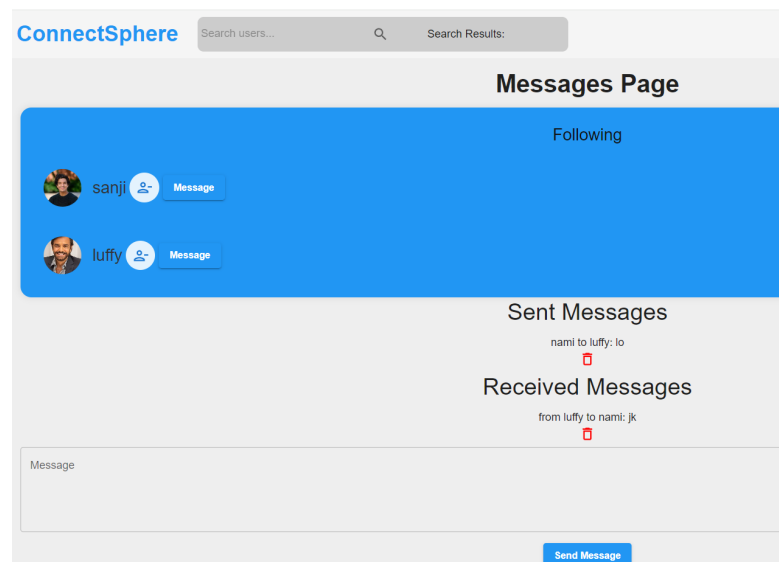 ConnectSphere
Search users...
Search Results:
Messages Page
Following
sanji Message
luffy Message
Sent Messages
nami to luffy: lo
Received Messages
from luffy to nami: jk
Message
Send Message